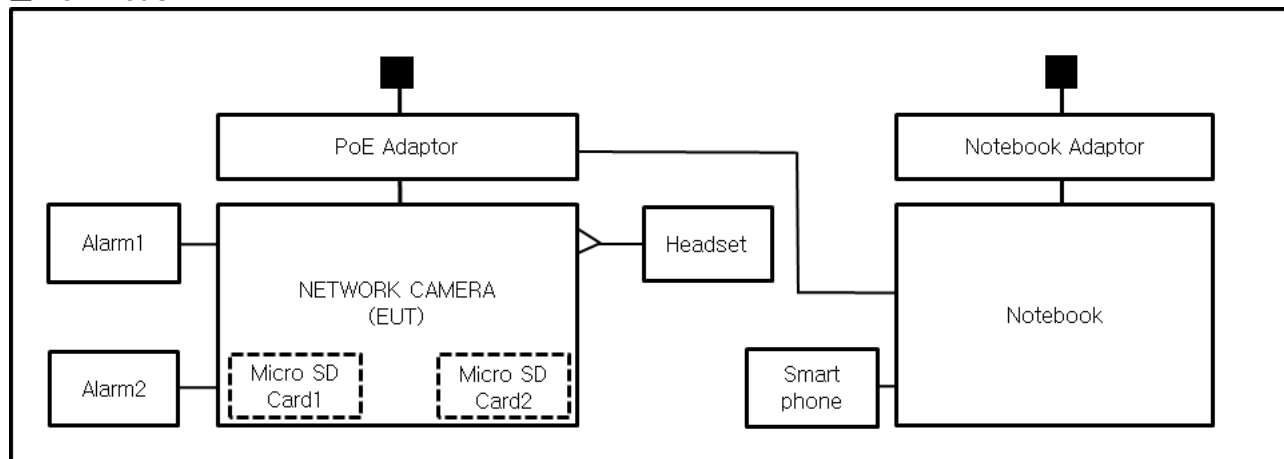 PoE Adaptor
Notebook Adaptor
Alarm1
Headset
NETWORK CAMERA
(EUT)
Notebook
Alarm2
Micro SD
Card1
Micro SD
Card2
Smart
phone